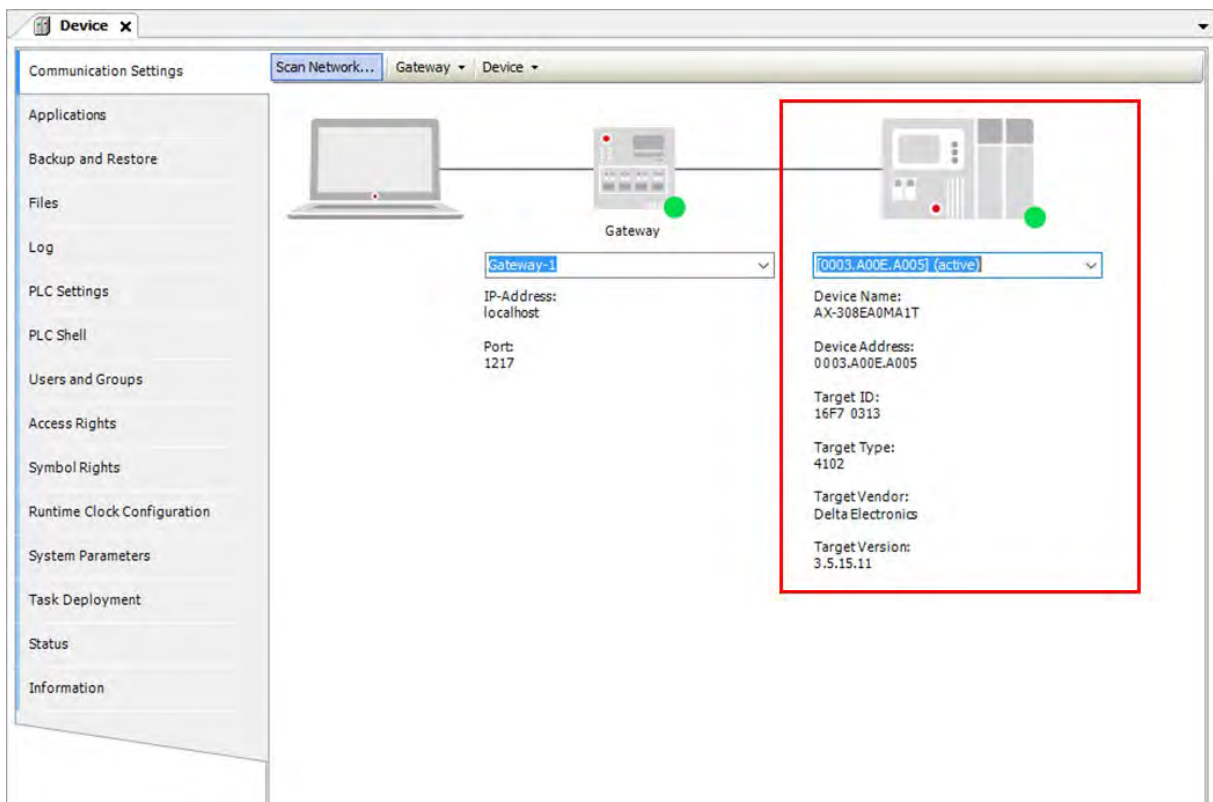 Device
Communication Settings
Applications
Backup and Restore
Files
Log
PLC Settings
PLC Shell
Users and Groups
Access Rights
Symbol Rights
Runtime Clock Configuration
System Parameters
Task Deployment
Status
Information
Scan Network... Gateway Device
Gateway
Gateway-1
IP-Address:
localhost
Port:
1217
[0003.A00E.A005] (active)
Device Name:
AX-308EA0MA1T
Device Address:
0003.A00E.A005
Target ID:
16F7 0313
Target Type:
4102
Target Vendor:
Delta Electronics
Target Version:
3.5.15.11